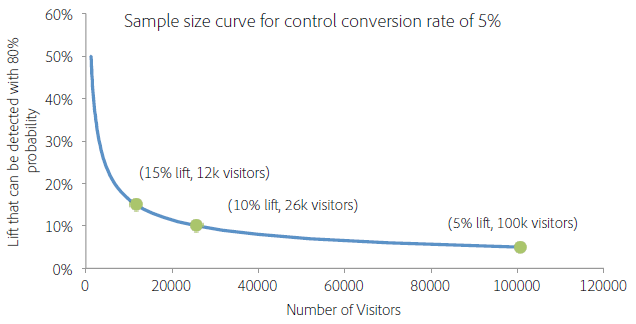 Sample size curve for control conversion rate of 5%
Lift that can be detected with 80%
probability
60%
50%
40%
30%
20%
10%
0%
(15% lift, 12k visitors)
(10% lift, 26k visitors)
(5% lift, 100k visitors)
0 20000 40000 60000 80000 100000 120000
Number of Visitors